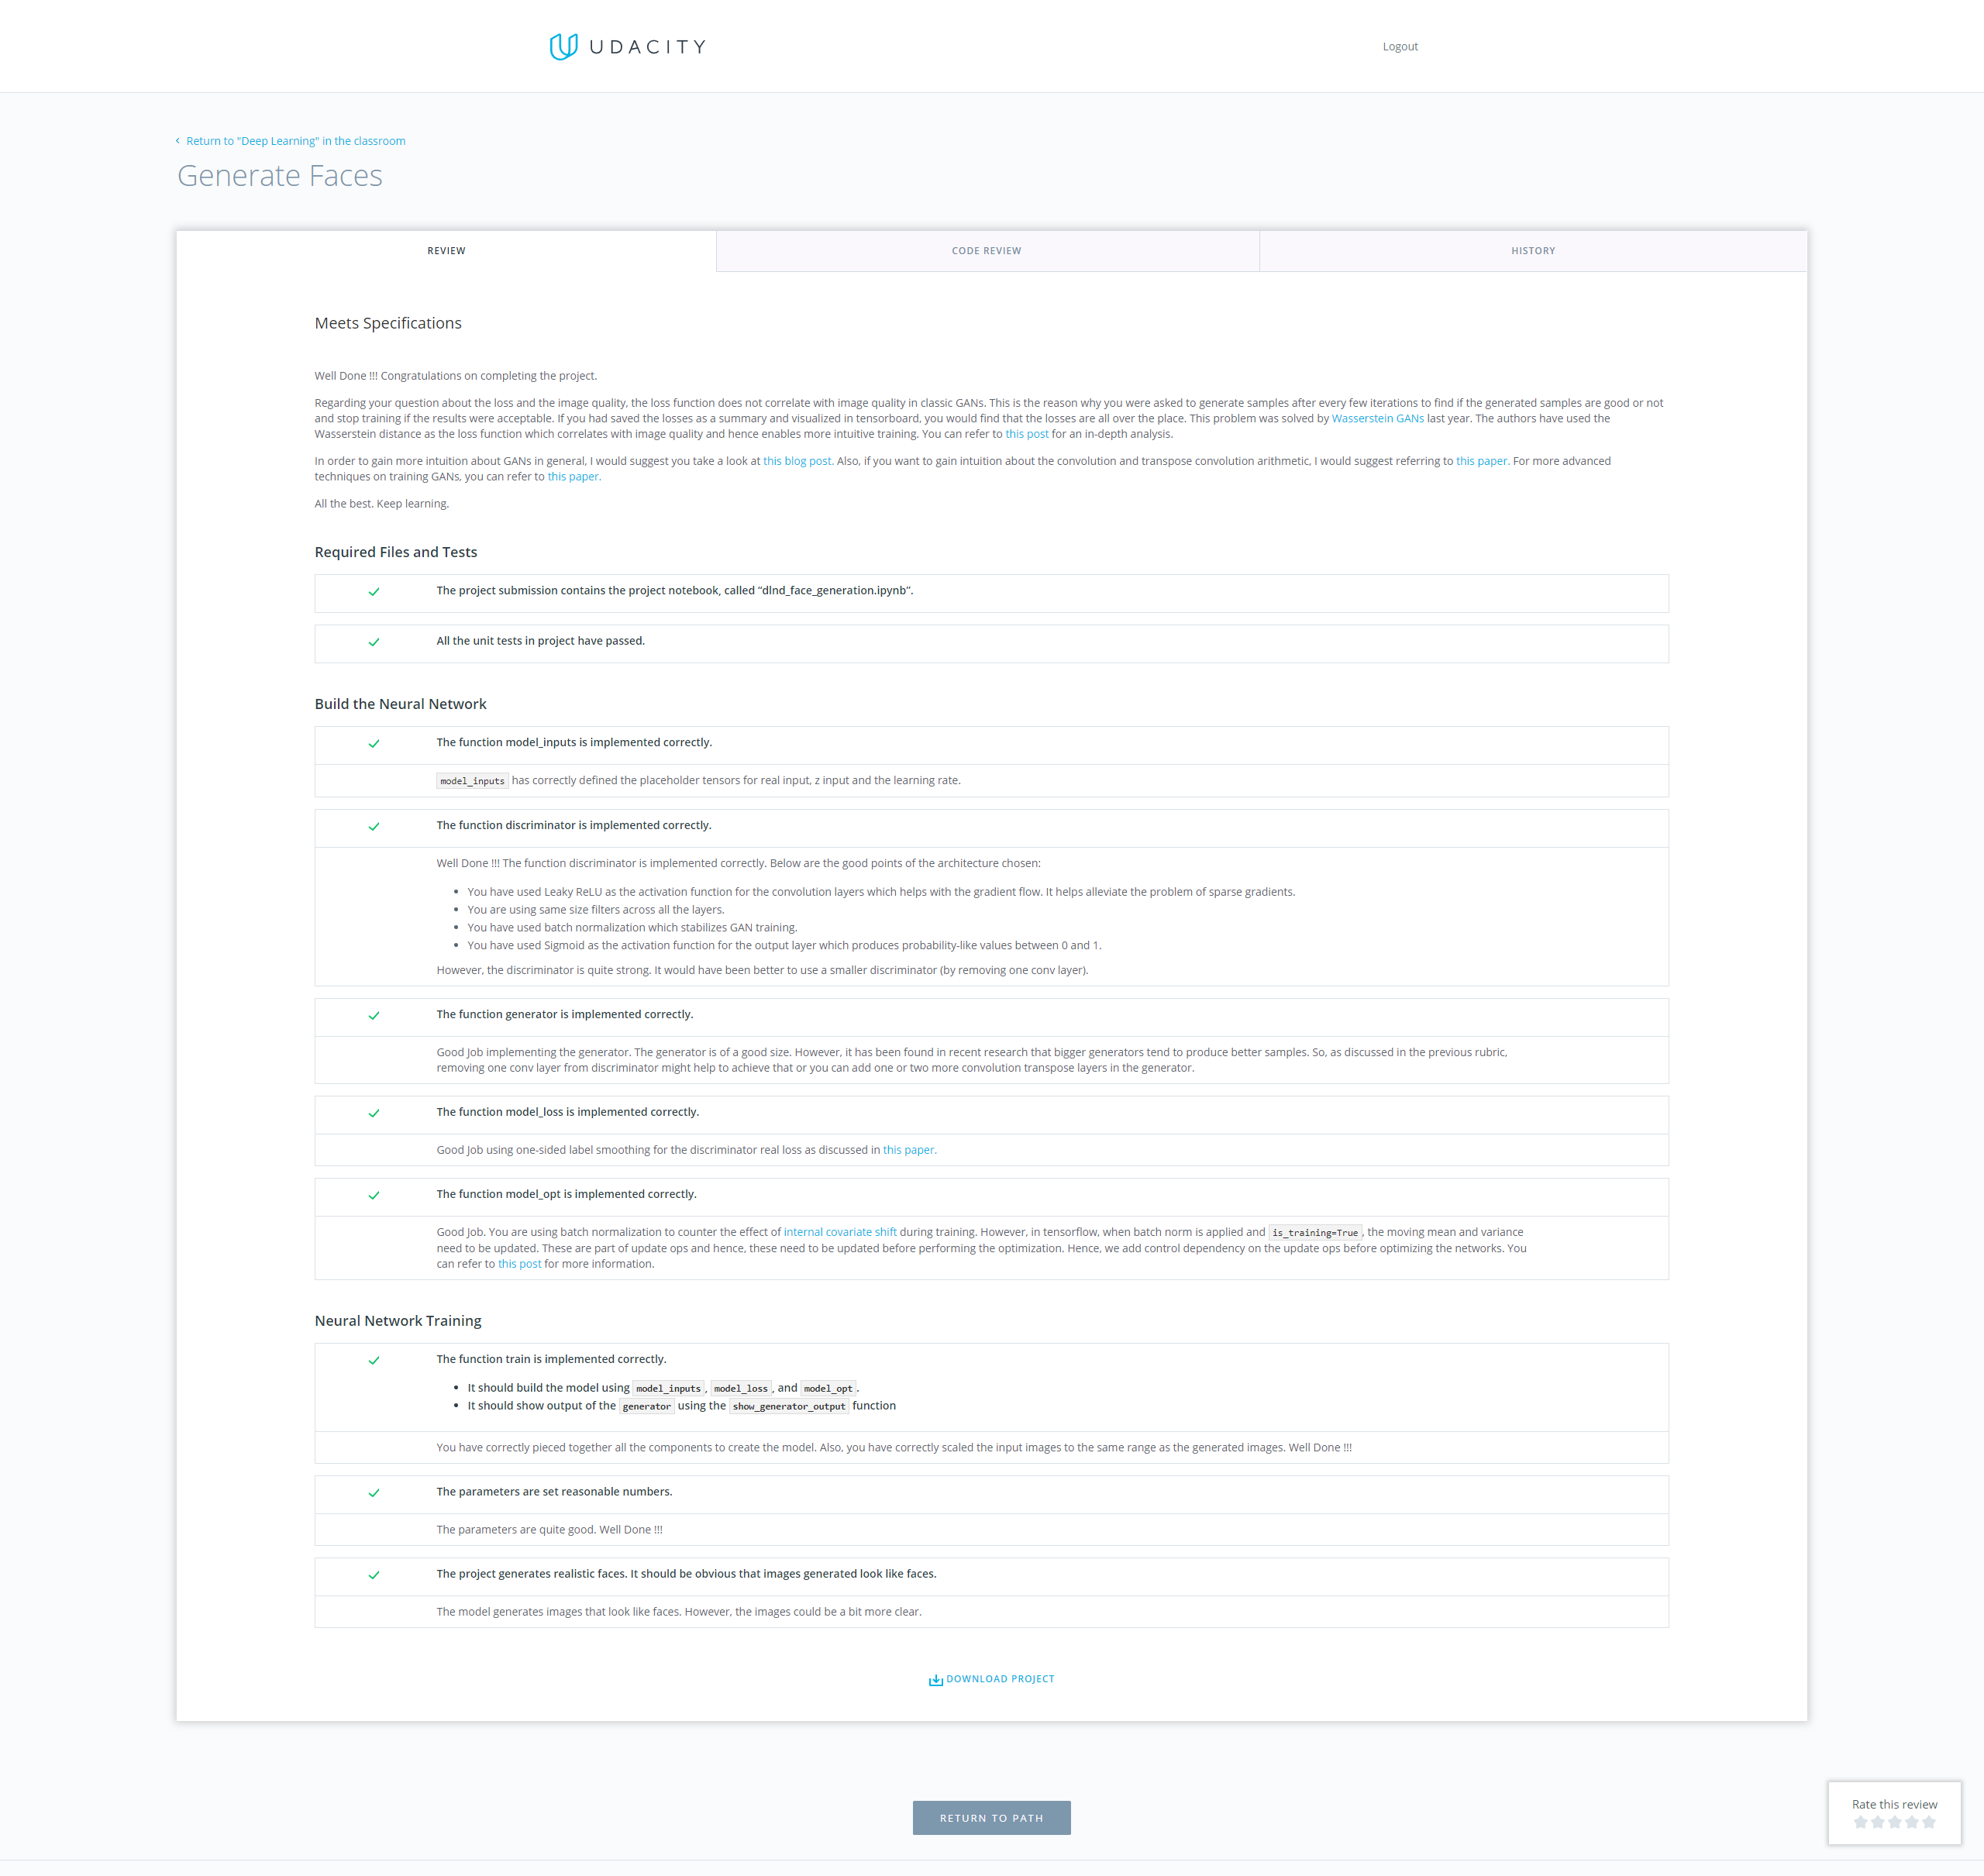 UDACITY
Logout
Return to "Deep Learning" in the classroom
Generate Faces
REVIEW
CODE REVIEW
HISTORY
Meets Specifications
Well Done !!! Congratulations on completing the project.
Regarding your question about the loss and the image quality, the loss function does not correlate with image quality in classic GANs. This is the reason why you were asked to generate samples after every few iterations to find if the generated samples are good or not
and stop training if the results were acceptable. If you had saved the losses as a summary and visualized in tensorboard, you would find that the losses are all over the place. This problem was solved by Wasserstein GANs last year. The authors have used the
Wasserstein distance as the loss function which correlates with image quality and hence enables more intuitive training. You can refer to this post for an in-depth analysis.
In order to gain more intuition about GANs in general, I would suggest you take a look at this blog post. Also, if you want to gain intuition about the convolution and transpose convolution arithmetic, I would suggest referring to this paper. For more advanced
techniques on training GANs, you can refer to this paper.
All the best. Keep learning.
Required Files and Tests
The project submission contains the project notebook, called “dlnd_face_generation.ipynb”.
All the unit tests in project have passed.
Build the Neural Network
The function model_inputs is implemented correctly.
model_inputs has correctly defined the placeholder tensors for real input, z input and the learning rate.
The function discriminator is implemented correctly.
Well Done !!! The function discriminator is implemented correctly. Below are the good points of the architecture chosen:
• You have used Leaky ReLU as the activation function for the convolution layers which helps with the gradient flow. It helps alleviate the problem of sparse gradients.
• You are using same size filters across all the layers.
• You have used batch normalization which stabilizes GAN training.
• You have used Sigmoid as the activation function for the output layer which produces probability-like values between 0 and 1.
However, the discriminator is quite strong. It would have been better to use a smaller discriminator (by removing one conv layer).
The function generator is implemented correctly.
Good Job implementing the generator. The generator is of a good size. However, it has been found in recent research that bigger generators tend to produce better samples. So, as discussed in the previous rubric,
removing one conv layer from discriminator might help to achieve that or you can add one or two more convolution transpose layers in the generator.
The function model_loss is implemented correctly.
Good Job using one-sided label smoothing for the discriminator real loss as discussed in this paper.
The function model_opt is implemented correctly.
Good Job. You are using batch normalization to counter the effect of internal covariate shift during training. However, in tensorflow, when batch norm is applied and is_training=True, the moving mean and variance
need to be updated. These are part of update ops and hence, these need to be updated before performing the optimization. Hence, we add control dependency on the update ops before optimizing the networks. You
can refer to this post for more information.
Neural Network Training
The function train is implemented correctly.
• It should build the model using model_inputs, model_loss, and model_opt.
• It should show output of the generator using the show_generator_output function
You have correctly pieced together all the components to create the model. Also, you have correctly scaled the input images to the same range as the generated images. Well Done !!!
The parameters are set reasonable numbers.
The parameters are quite good. Well Done !!!
The project generates realistic faces. It should be obvious that images generated look like faces.
The model generates images that look like faces. However, the images could be a bit more clear.
DOWNLOAD PROJECT
RETURN TO PATH
Rate this review